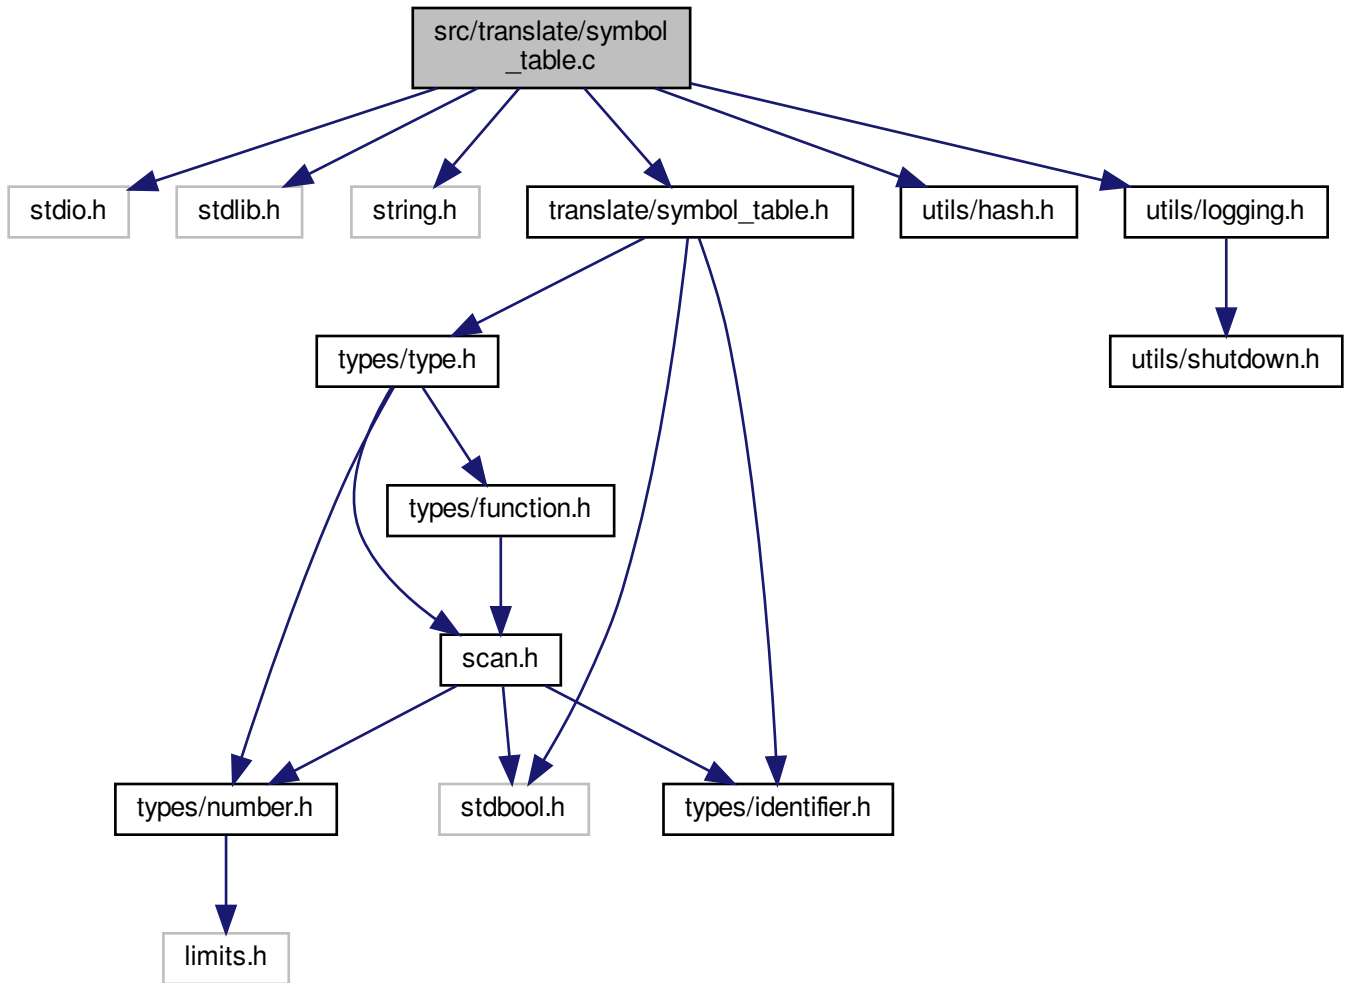 src/translate/symbol
_table.c
stdio.h
stdlib.h
string.h
translate/symbol_table.h
utils/hash.h
utils/logging.h
types/type.h
utils/shutdown.h
types/function.h
scan.h
types/number.h
stdbool.h
types/identifier.h
limits.h